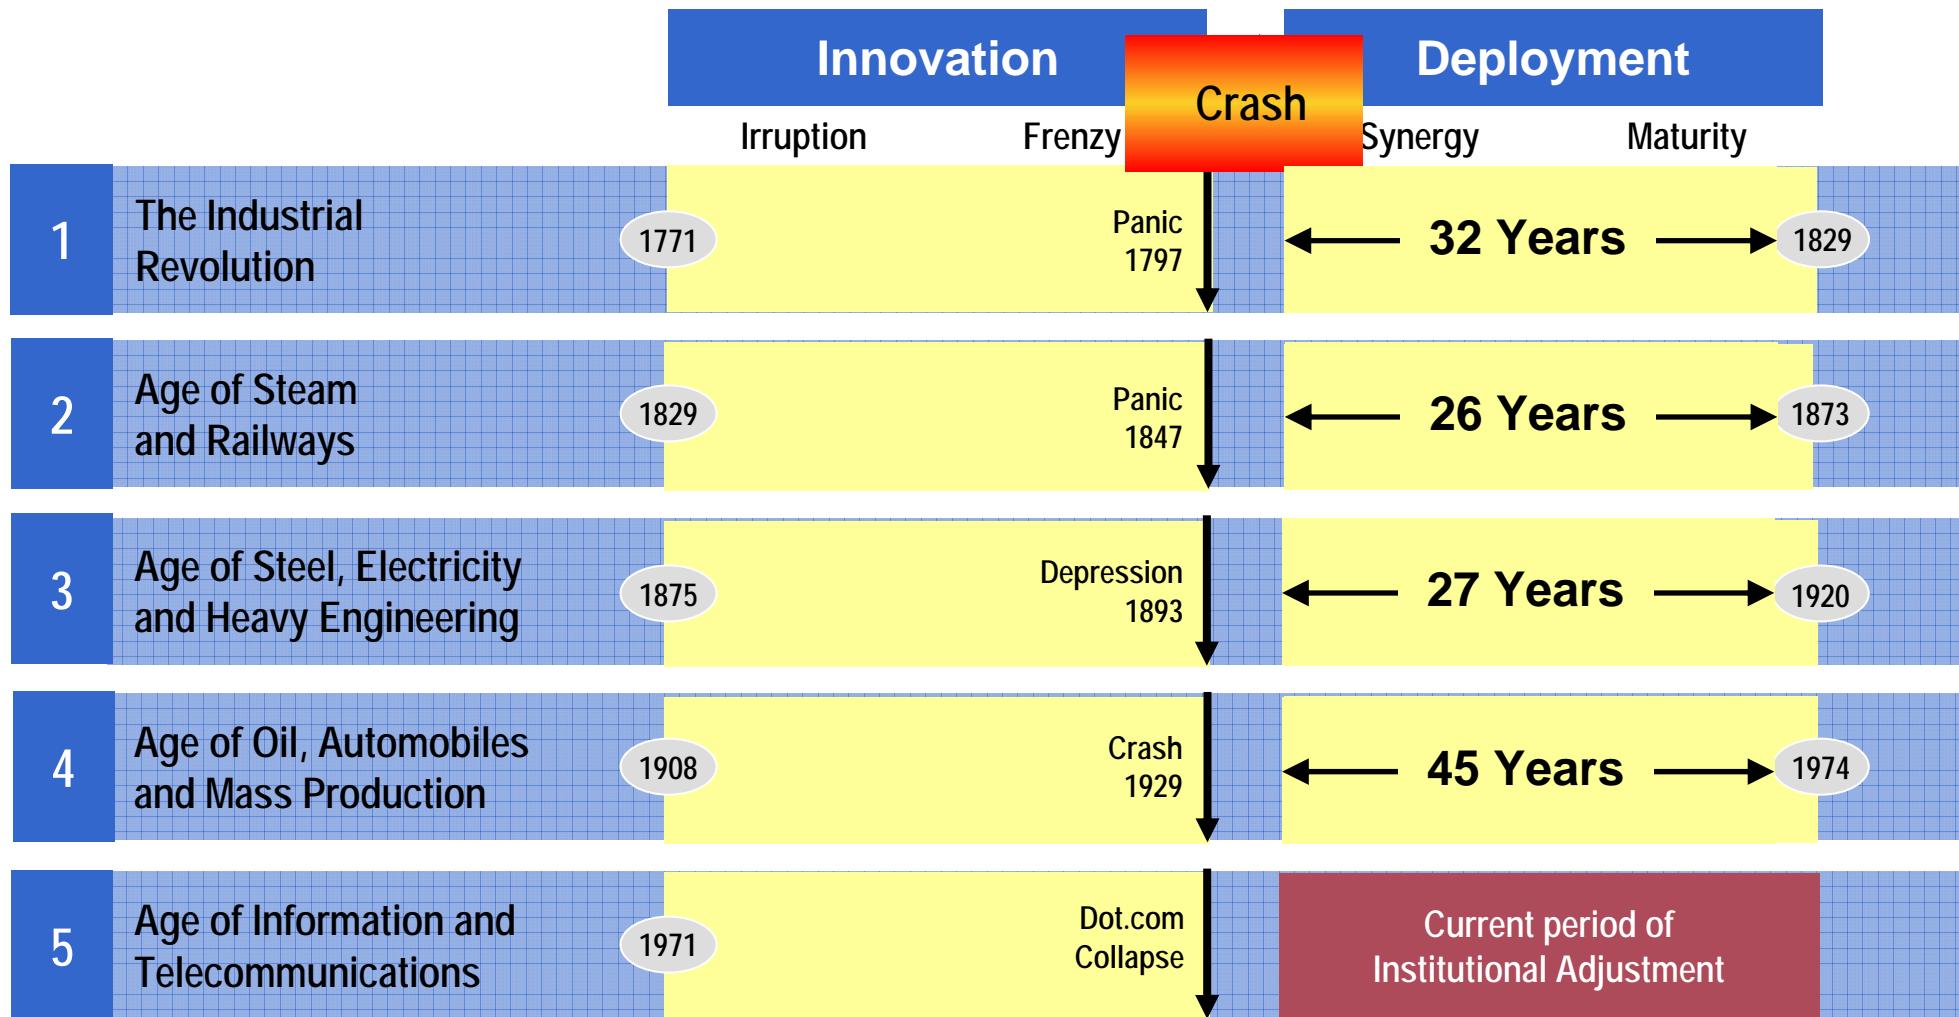 Innovation
Crash
Deployment
Irruption
Frenzy
Synergy
Maturity
1
The Industrial
Revolution
1771
Panic
1797
32 Years
1829
2
Age of Steam
and Railways
1829
Panic
1847
26 Years
1873
3
Age of Steel, Electricity
and Heavy Engineering
1875
Depression
1893
27 Years
1920
4
Age of Oil, Automobiles
and Mass Production
1908
Crash
1929
45 Years
1974
5
Age of Information and
Telecommunications
1971
Dot.com
Collapse
Current period of
Institutional Adjustment